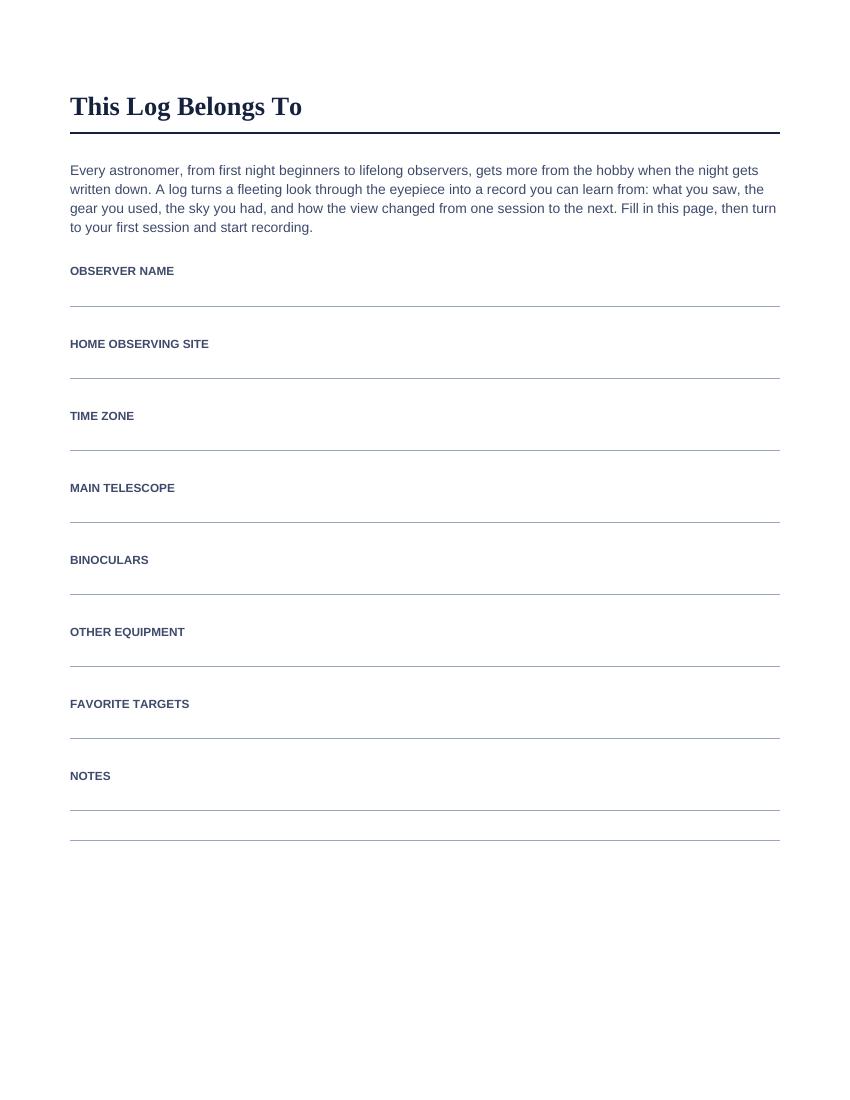 This Log Belongs To
Every astronomer, from first night beginners to lifelong observers, gets more from the hobby when the night gets
written down. A log turns a fleeting look through the eyepiece into a record you can learn from: what you saw, the
gear you used, the sky you had, and how the view changed from one session to the next. Fill in this page, then turn
to your first session and start recording.
OBSERVER NAME
HOME OBSERVING SITE
TIME ZONE
MAIN TELESCOPE
BINOCULARS
OTHER EQUIPMENT
FAVORITE TARGETS
NOTES